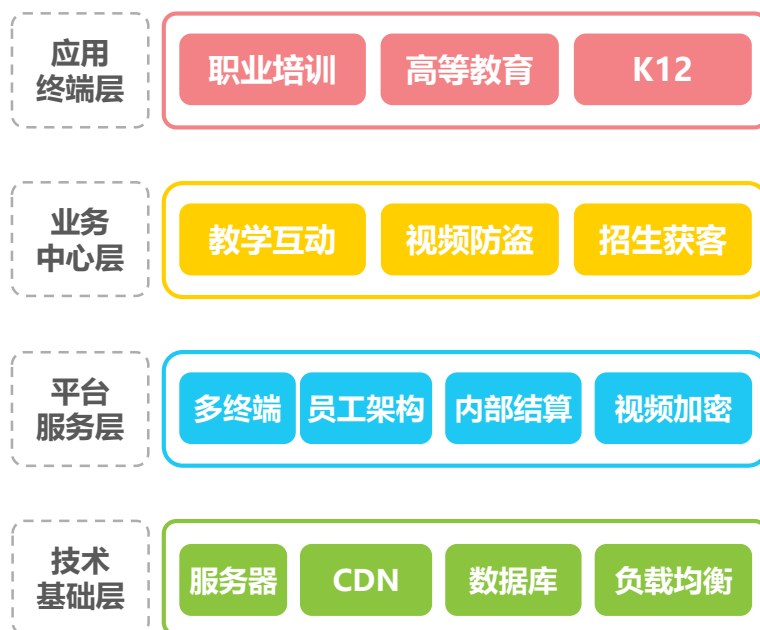 应用
终端层
职业培训 高等教育 K12
业务
中心层
教学互动 视频防盗 招生获客
平台
服务层
多终端 员工架构 内部结算 视频加密
技术
基础层
服务器 CDN 数据库 负载均衡